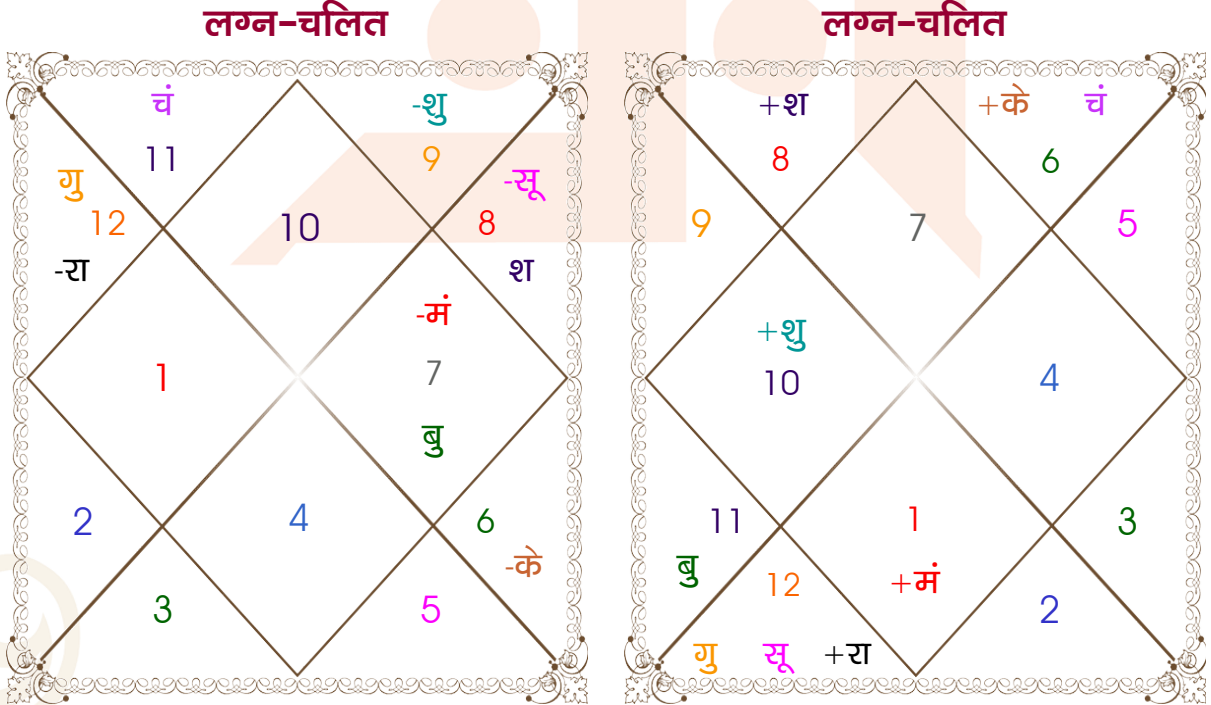 लग्न-चलित
चं
-शु
11
9
गु
-सू
12
10
8
-रा
श
-मं
1
7
बु
2
4
6
-के
3
5
लग्न-चलित
+श
+के
चं
8
6
9
7
5
+शु
10
4
11
1
3
बु
12
+मं
2
गु
सू
+रा